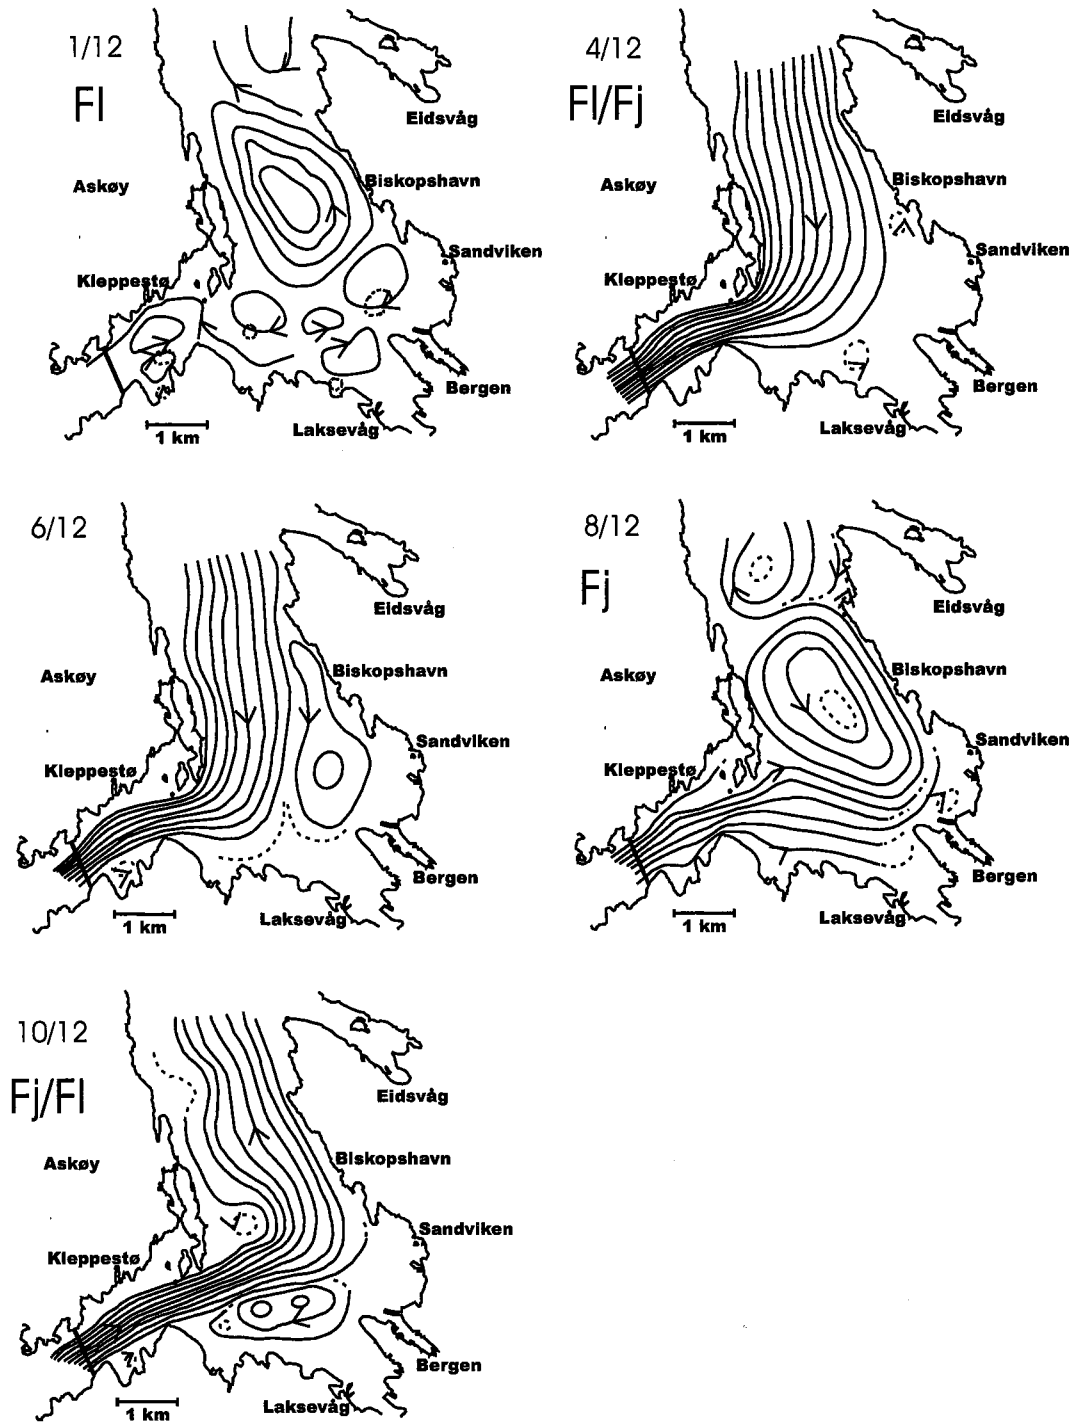 1/12
Fl
Eidsvåg
Askøy
Biskopshavn
Sandviken
Kleppestø
Bergen
Laksevåg
1 km
4/12
Fl/Fj
Eidsvåg
Askøy
Biskopshavn
Sandviken
Kleppestø
Bergen
Laksevåg
1 km
6/12
Eidsvåg
Askøy
Biskopshavn
Sandviken
Kleppestø
Bergen
Laksevåg
1 km
8/12
Fj
Eidsvåg
Askøy
Biskopshavn
Sandviken
Kleppestø
Bergen
Laksevåg
1 km
10/12
Fj/Fl
Eidsvåg
Askøy
Biskopshavn
Sandviken
Kleppestø
Bergen
Laksevåg
1 km